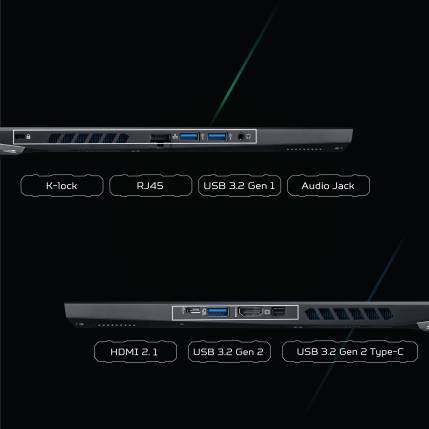 K-lock
RJ45
USB 3.2 Gen 1
Audio Jack
HDMI 2.1
USB 3.2 Gen 2
USB 3.2 Gen 2 Type-C